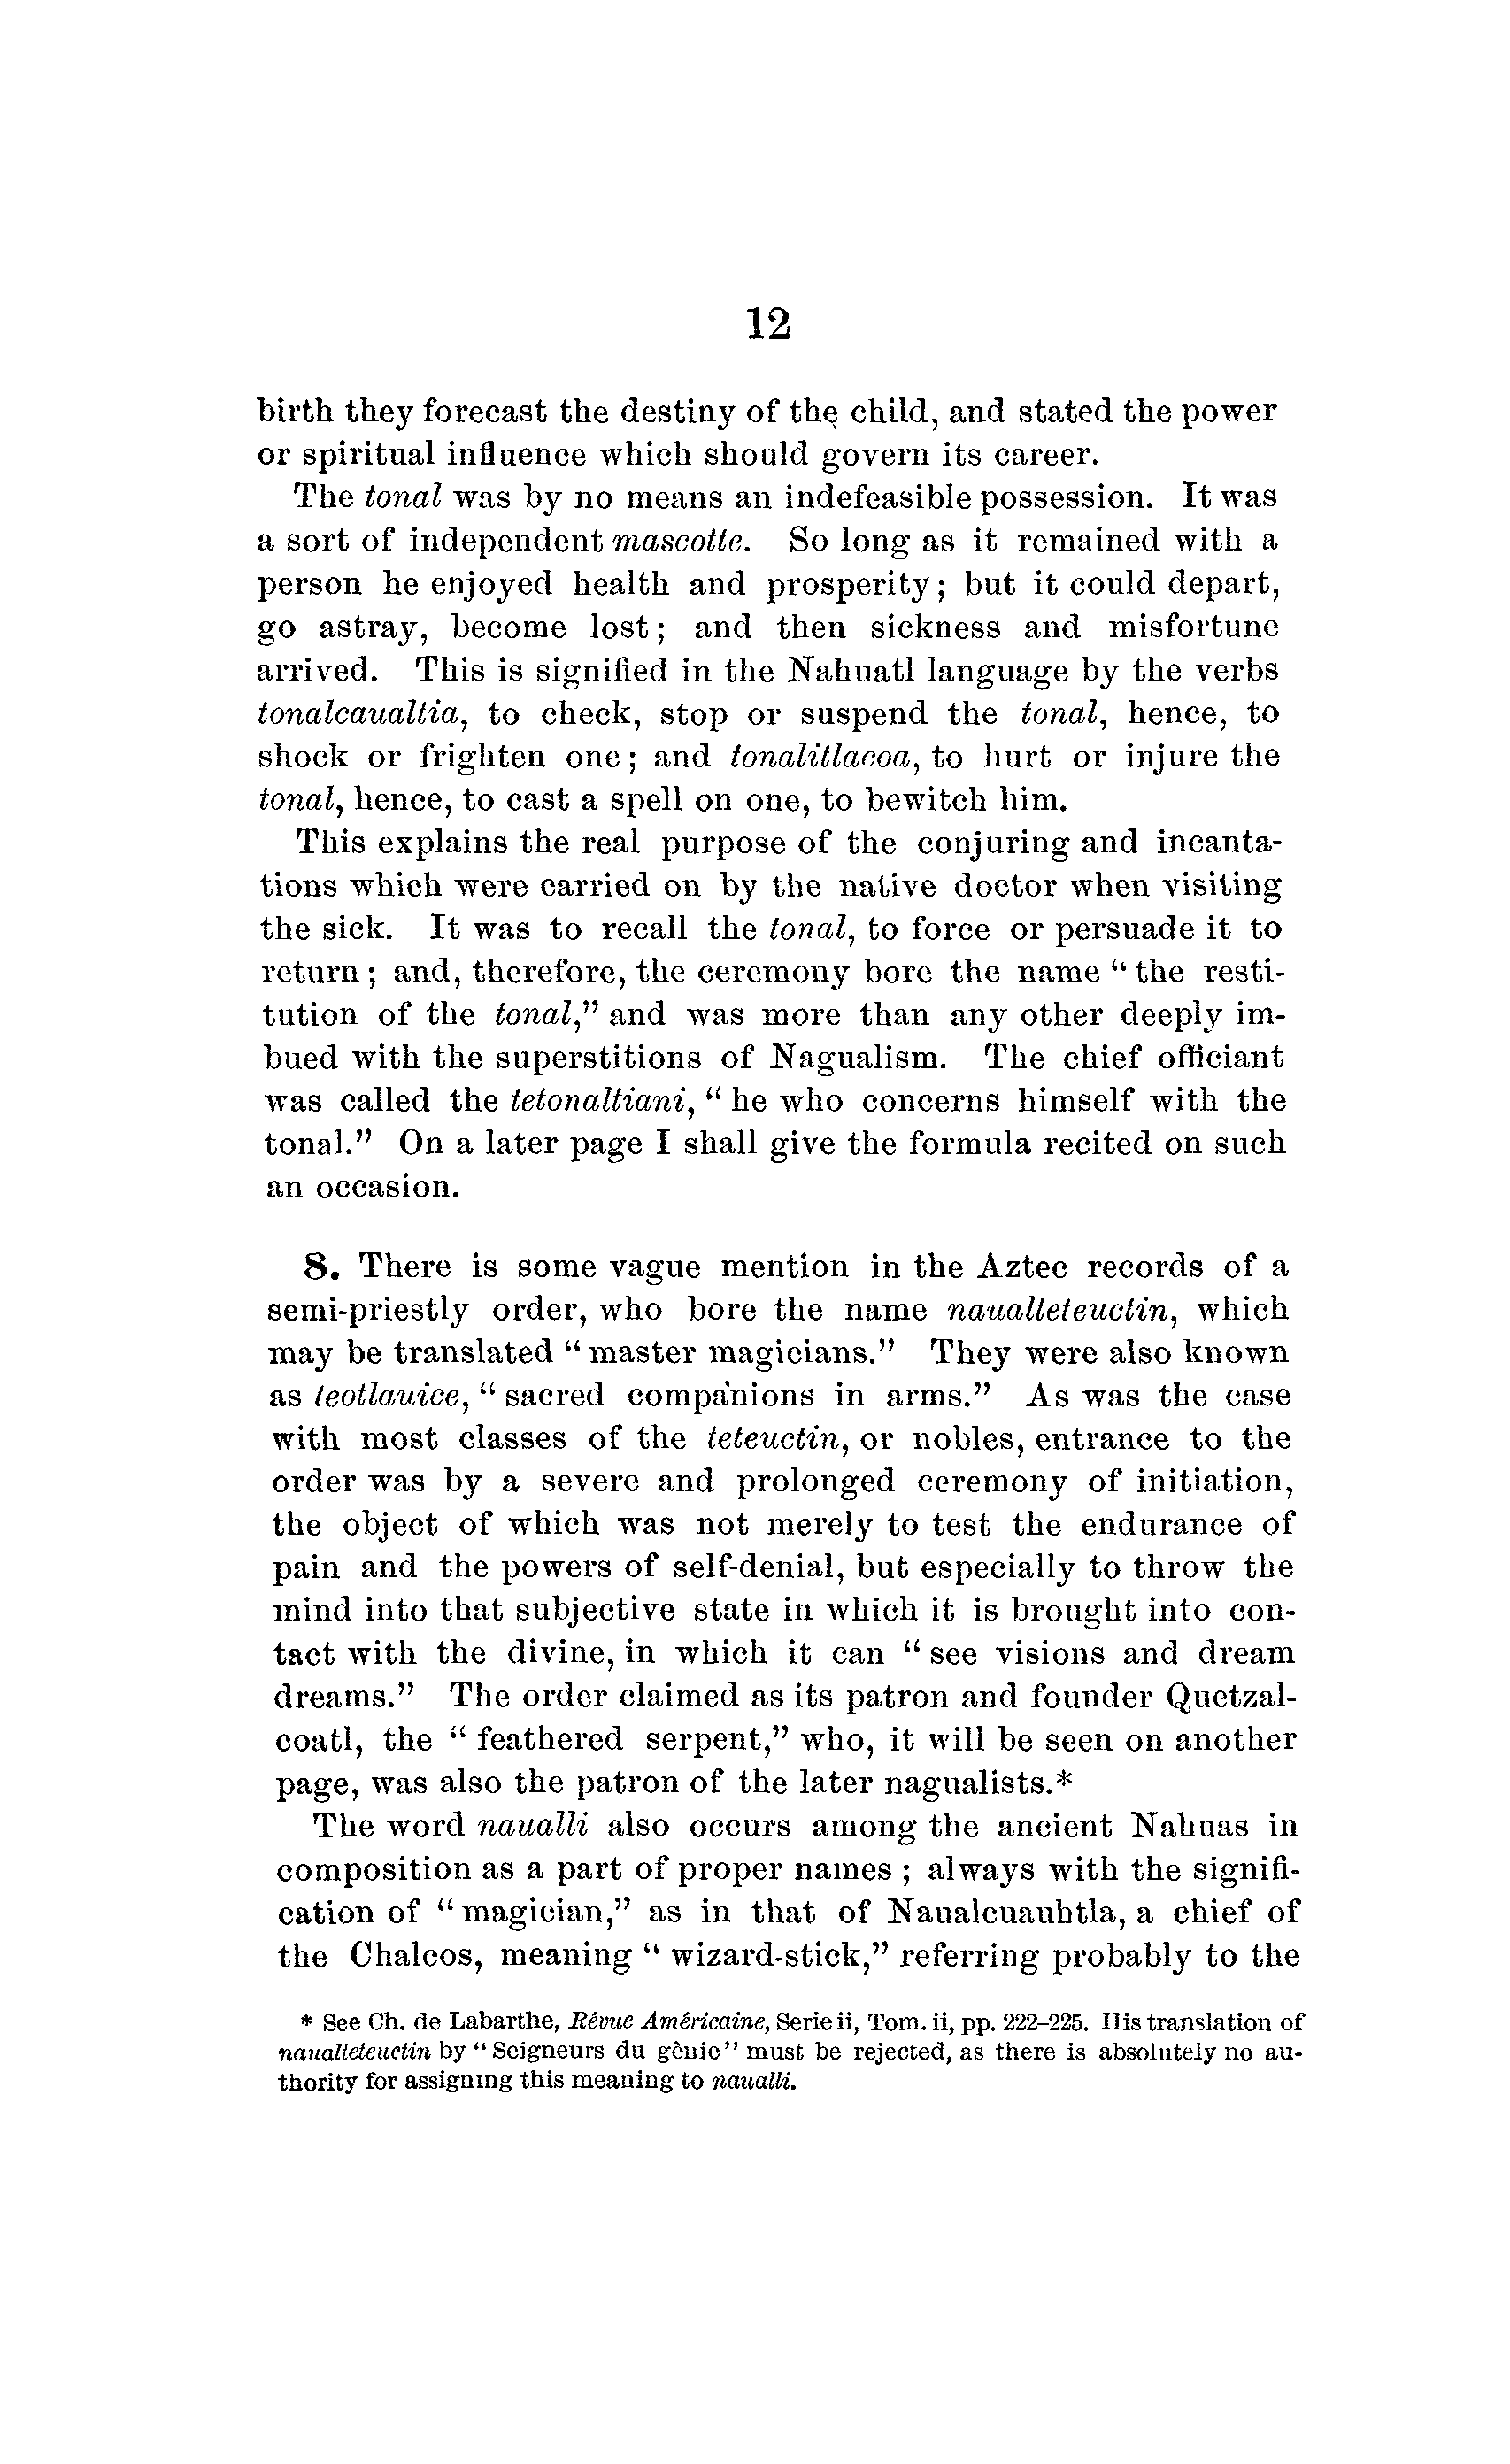 12
birth they forecast the destiny of the child, and stated the power
or spiritual influence which should govern its career.
The tonal was by no means an indefeasible possession. It was
a sort of independent mascotte. So long as it remained with a
person he enjoyed health and prosperity; but it could depart,
go astray, become lost; and then sickness and misfortune
arrived. This is signified in the Nahuatl language by the verbs
tonalcaualtia, to check, stop or suspend the tonal, hence, to
shock or frighten one; and tonalitlacoa, to hurt or injure the
tonal, hence, to cast a spell on one, to bewitch him.
This explains the real purpose of the conjuring and incanta-
tions which were carried on by the native doctor when visiting
the sick. It was to recall the tonal, to force or persuade it to
return; and, therefore, the ceremony bore the name "the resti-
tution of the tonal," and was more than any other deeply im-
bued with the superstitions of Nagualism. The chief officiant
was called the tetonaltiani, "he who concerns himself with the
tonal." On a later page I shall give the formula recited on such
an occasion.
8. There is some vague mention in the Aztec records of a
semi-priestly order, who bore the name naualteteuctin, which
may be translated "master magicians." They were also known
as teotlauice, "sacred companions in arms." As was the case
with most classes of the teteuctin, or nobles, entrance to the
order was by a severe and prolonged ceremony of initiation,
the object of which was not merely to test the endurance of
pain and the powers of self-denial, but especially to throw the
mind into that subjective state in which it is brought into con-
tact with the divine, in which it can "see visions and dream
dreams." The order claimed as its patron and founder Quetzal-
coatl, the "feathered serpent," who, it will be seen on another
page, was also the patron of the later nagualists.*
The word naualli also occurs among the ancient Nahuas in
composition as a part of proper names; always with the signifi-
cation of "magician," as in that of Naualcuauhtla, a chief of
the Chalcos, meaning "wizard-stick," referring probably to the
* See Ch. de Labarthe, Révue Américaine, Serie ii, Tom. ii, pp. 222–225. His translation of
naualteteuctin by "Seigneurs du gènie" must be rejected, as there is absolutely no au-
thority for assigning this meaning to naualli.